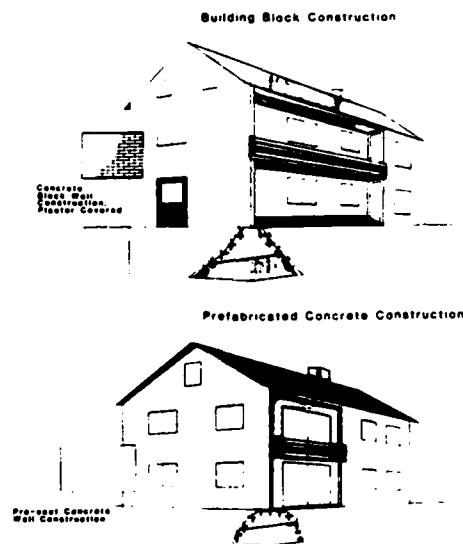 Building Block Construction
Concrete
Block Wall
Construction,
Plaster Covered
Prefabricated Concrete Construction
Pre-cast Concrete
Wall Construction